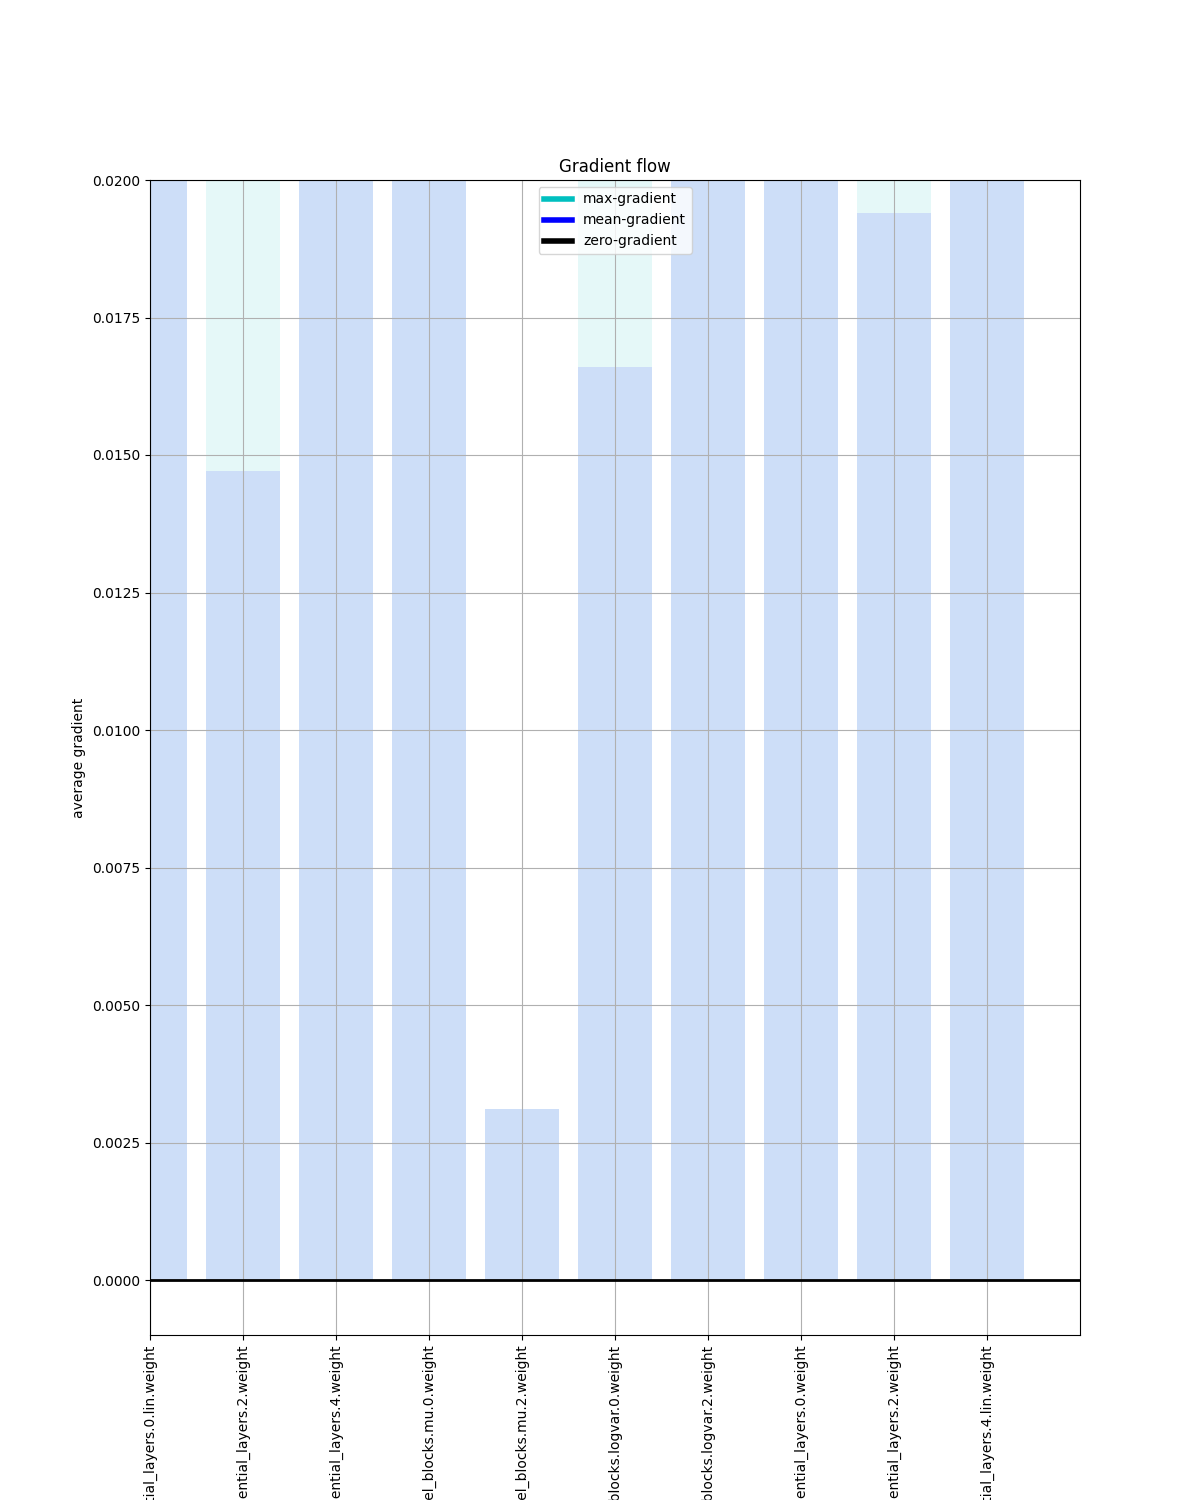 Gradient flow
max-gradient
mean-gradient
zero-gradient
0.0200
0.0175
0.0150
0.0125
0.0100
0.0075
0.0050
0.0025
0.0000
average gradient
tial_layers.0.lin.weight
ential_layers.2.weight
ential_layers.4.weight
el_blocks.mu.0.weight
el_blocks.mu.2.weight
blocks.logvar.0.weight
blocks.logvar.2.weight
ential_layers.0.weight
ential_layers.2.weight
tial_layers.4.lin.weight